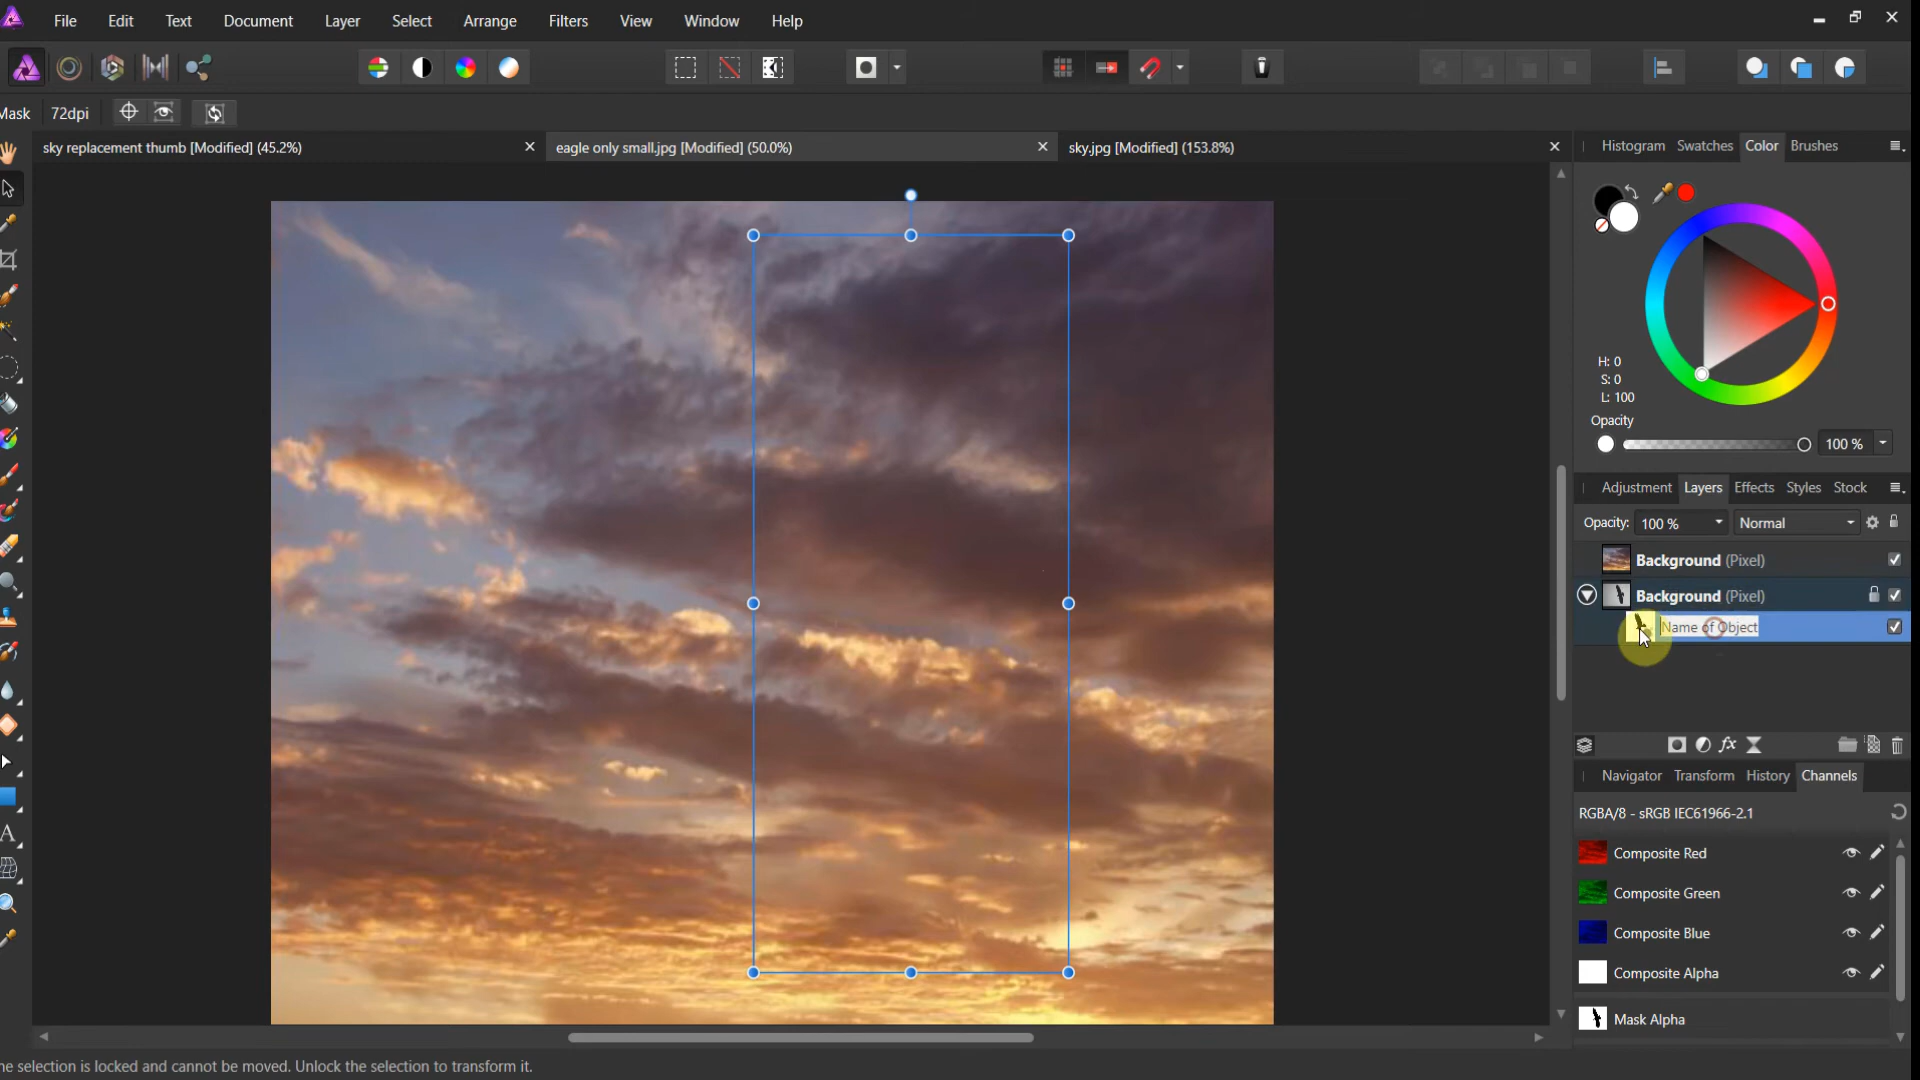 File Edit Text Document Layer Select Arrange Filters View Window Help
Mask 72dpi
sky replacement thumb [Modified] (45.2%) eagle only small.jpg [Modified] (50.0%) sky.jpg [Modified] (153.8%)
Histogram Swatches Color Brushes
H: 0
S: 0
L: 100
Opacity
100 %
Adjustment Layers Effects Styles Stock
Opacity: 100 % Normal
Background (Pixel)
Background (Pixel)
Name of Object
fx
Navigator Transform History Channels
RGBA/8 - sRGB IEC61966-2.1
Composite Red
Composite Green
Composite Blue
Composite Alpha
Mask Alpha
A
he selection is locked and cannot be moved. Unlock the selection to transform it.